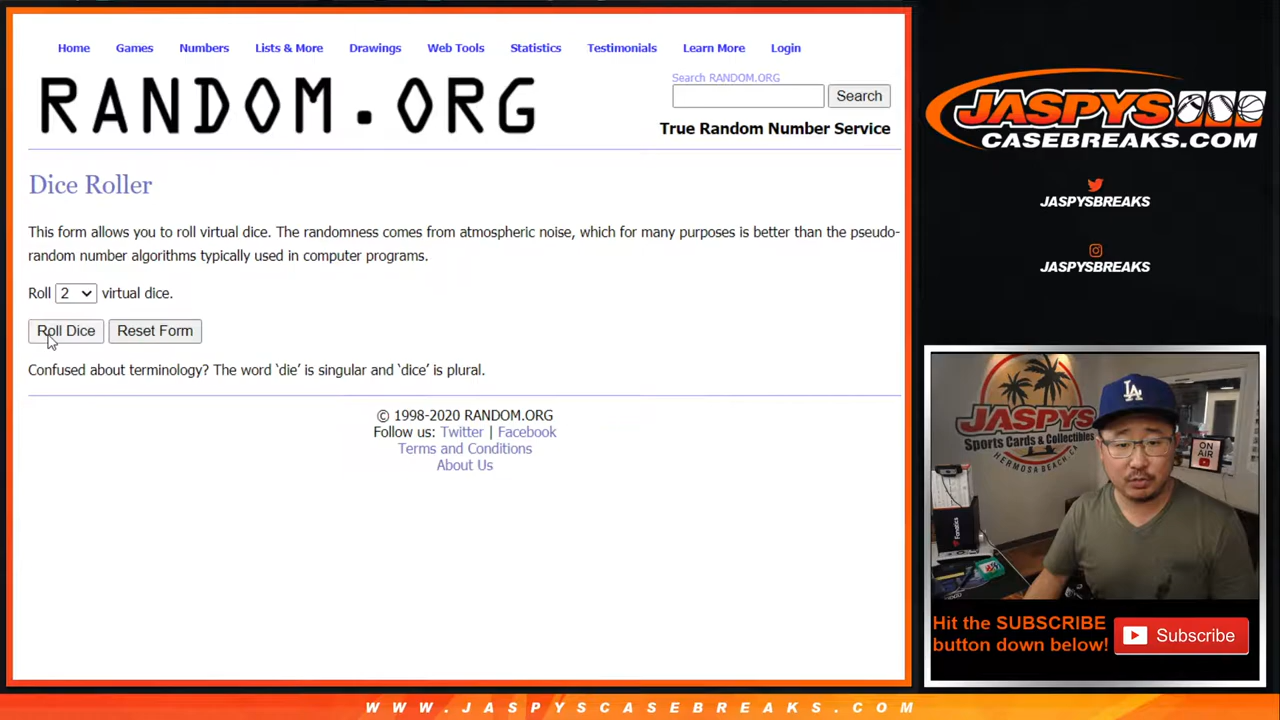 Home Games Numbers Lists & More Drawings Web Tools Statistics Testimonials Learn More Login
RANDOM.ORG
Search RANDOM.ORG
Search
True Random Number Service
Dice Roller
This form allows you to roll virtual dice. The randomness comes from atmospheric noise, which for many purposes is better than the pseudo-
random number algorithms typically used in computer programs.
Roll 2 virtual dice.
Roll Dice Reset Form
Confused about terminology? The word ‘die’ is singular and ‘dice’ is plural.
© 1998-2020 RANDOM.ORG
Follow us: Twitter | Facebook
Terms and Conditions
About Us
JASPYS
CASEBREAKS.COM
JASPYSBREAKS
JASPYSBREAKS
JASPYS
Sports Cards & Collectibles
HERMOSA BEACH, CA
LA
ON
AIR
Fanatics
Hit the SUBSCRIBE
button down below!
Subscribe
WWW.JASPYSCASEBREAKS.COM